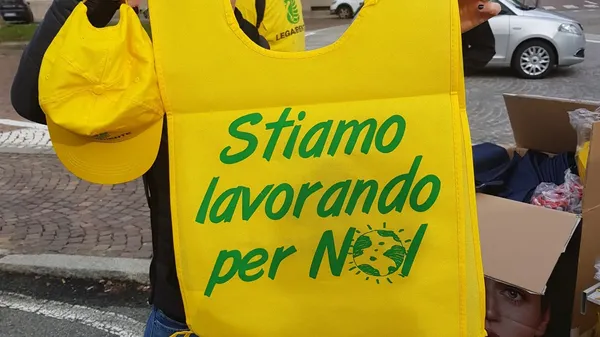 Stiamo
lavorando
per NOI